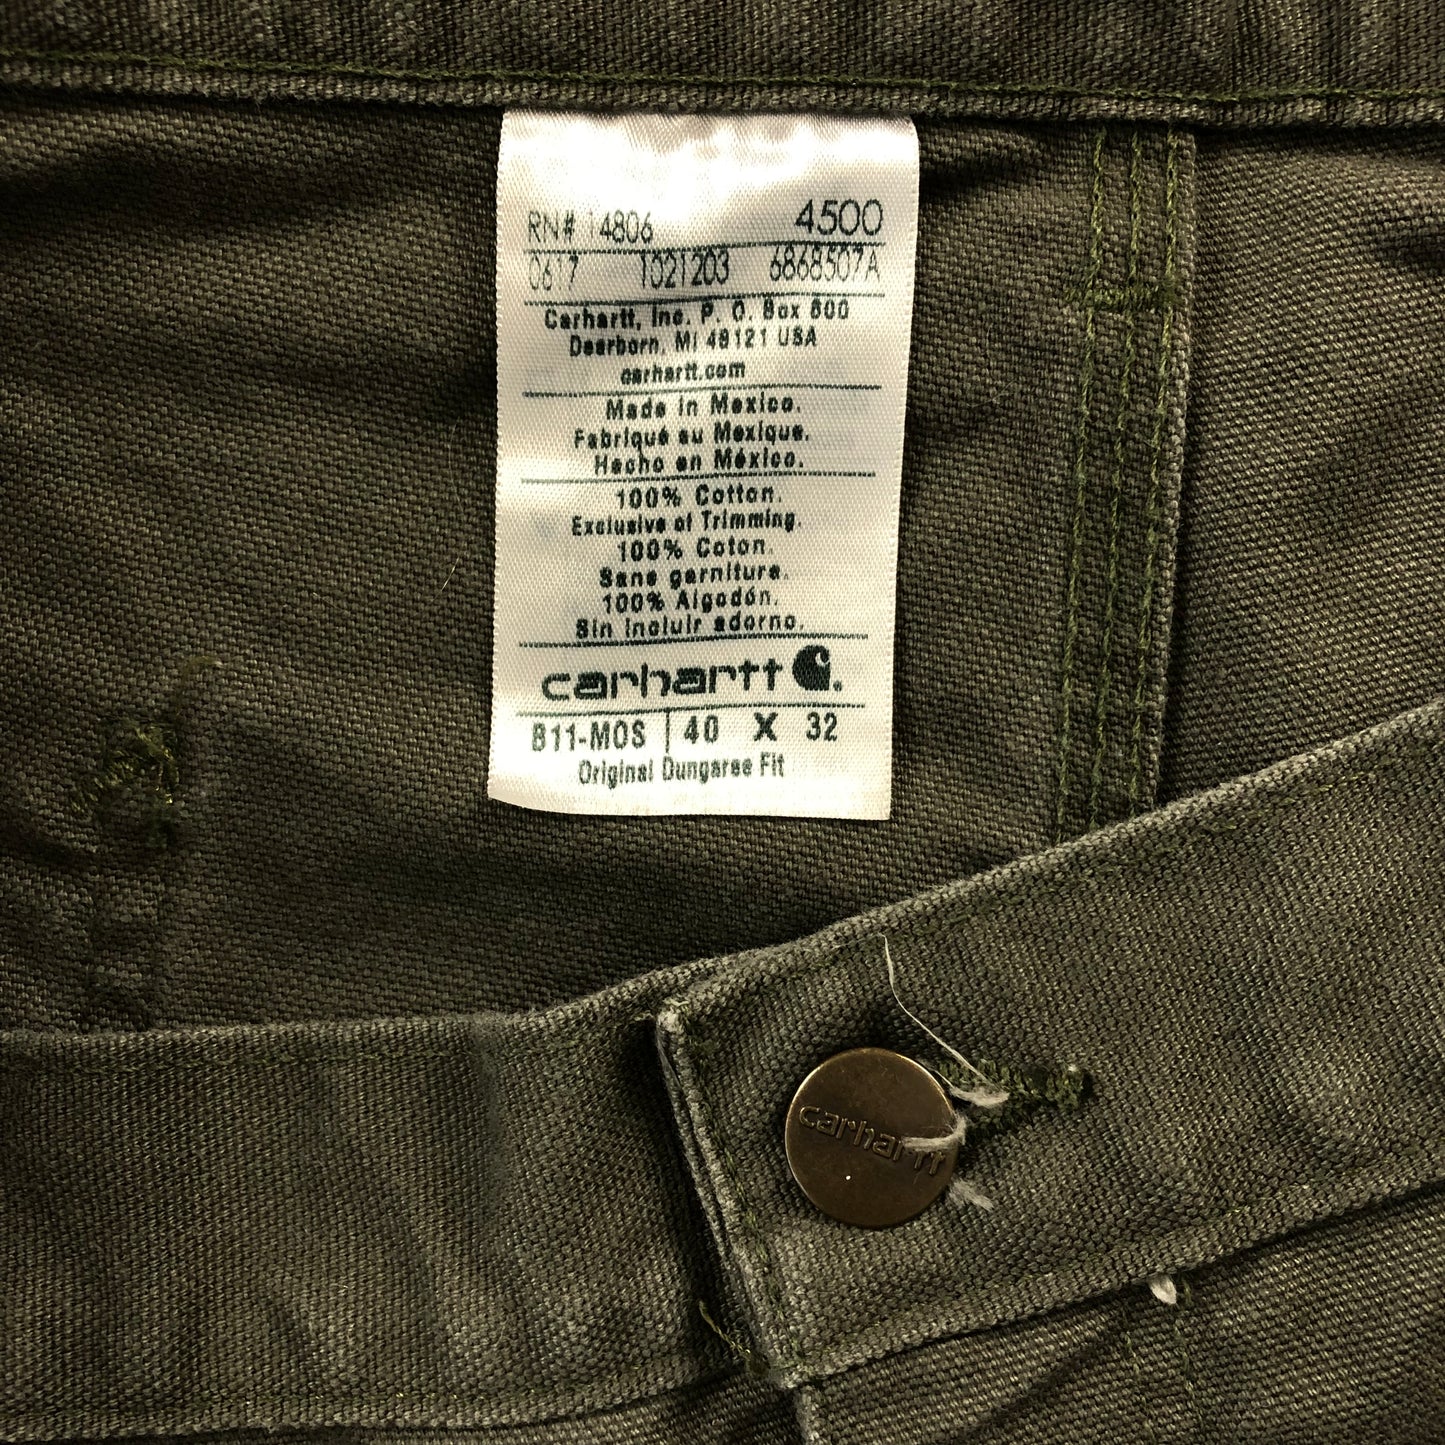 RN# 14806 4500
0617 1021203 6868507A
Carhartt, Inc. P. O. Box 600
Dearborn, MI 48121 USA
carhartt.com
Made in Mexico.
Fabriqué au Mexique.
Hecho en México.
100% Cotton.
Exclusive of Trimming.
100% Coton.
Sans garniture.
100% Algodón.
Sin incluir adorno.
carhartt
B11-MOS | 40 X 32
Original Dungaree Fit
carhartt